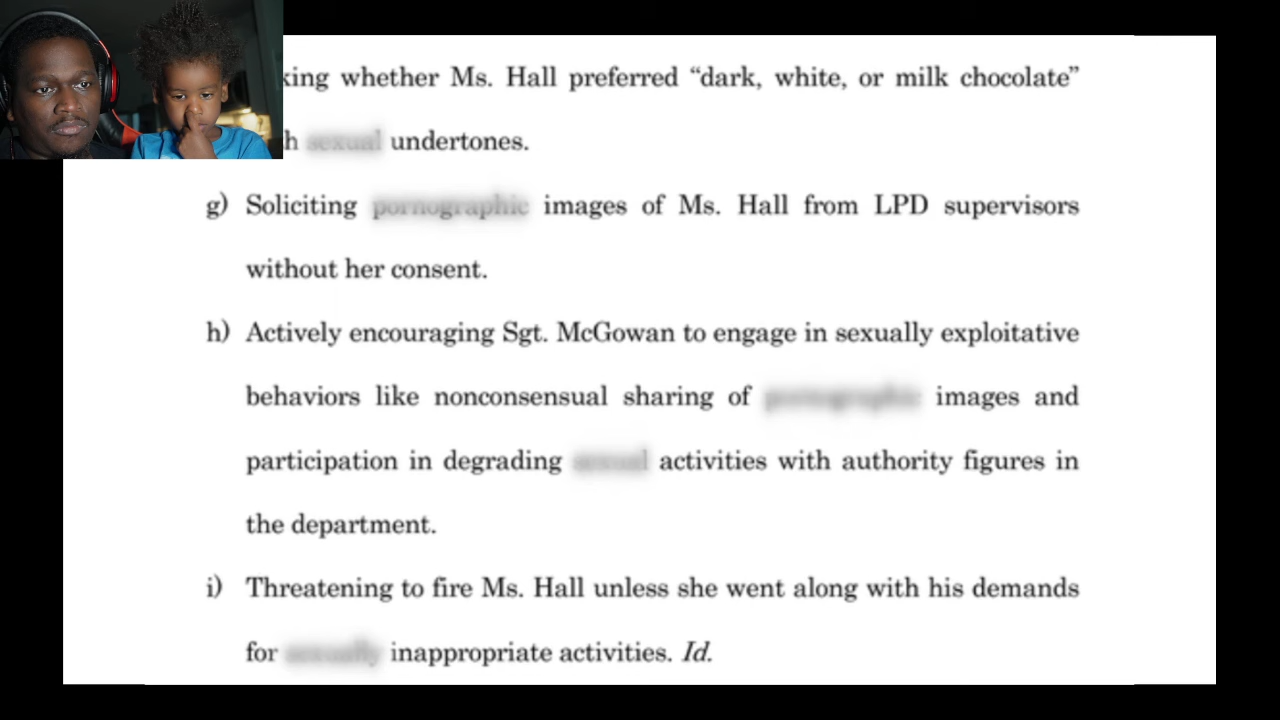 king whether Ms. Hall preferred “dark, white, or milk chocolate”
h sexual undertones.
g) Soliciting pornographic images of Ms. Hall from LPD supervisors
without her consent.
h) Actively encouraging Sgt. McGowan to engage in sexually exploitative
behaviors like nonconsensual sharing of images and
participation in degrading activities with authority figures in
the department.
i) Threatening to fire Ms. Hall unless she went along with his demands
for inappropriate activities. Id.